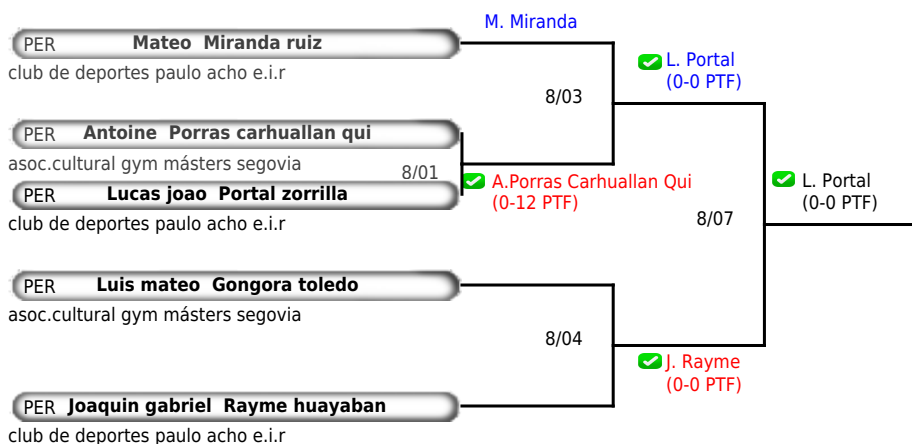 M. Miranda
PER Mateo Miranda ruiz
club de deportes paulo acho e.i.r
L. Portal
(0-0 PTF)
8/03
PER Antoine Porras carhuallan qui
asoc.cultural gym másters segovia
8/01
A.Porras Carhuallan Qui
(0-12 PTF)
L. Portal
(0-0 PTF)
PER Lucas joao Portal zorrilla
club de deportes paulo acho e.i.r
8/07
PER Luis mateo Gongora toledo
asoc.cultural gym másters segovia
8/04
J. Rayme
(0-0 PTF)
PER Joaquin gabriel Rayme huayaban
club de deportes paulo acho e.i.r